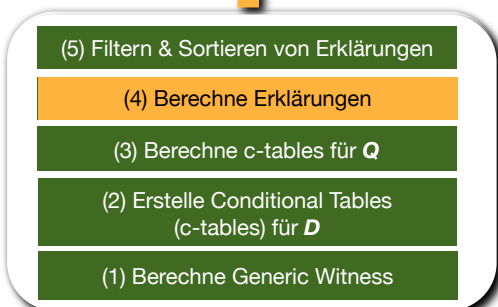 (5) Filtern & Sortieren von Erklärungen
(4) Berechne Erklärungen
(3) Berechne c-tables für Q
(2) Erstelle Conditional Tables
(c-tables) für D
(1) Berechne Generic Witness